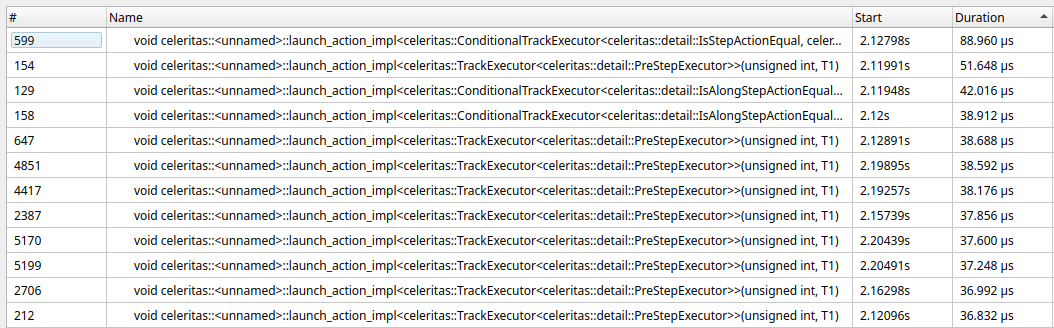 # Name Start Duration
599 void celeritas::<unnamed>::launch_action_impl<celeritas::ConditionalTrackExecutor<celeritas::detail::IsStepActionEqual, celer... 2.12798s 88.960 μs
154 void celeritas::<unnamed>::launch_action_impl<celeritas::TrackExecutor<celeritas::detail::PreStepExecutor>>(unsigned int, T1) 2.11991s 51.648 μs
129 void celeritas::<unnamed>::launch_action_impl<celeritas::ConditionalTrackExecutor<celeritas::detail::IsAlongStepActionEqual... 2.11948s 42.016 μs
158 void celeritas::<unnamed>::launch_action_impl<celeritas::ConditionalTrackExecutor<celeritas::detail::IsAlongStepActionEqual... 2.12s 38.912 μs
647 void celeritas::<unnamed>::launch_action_impl<celeritas::TrackExecutor<celeritas::detail::PreStepExecutor>>(unsigned int, T1) 2.12891s 38.688 μs
4851 void celeritas::<unnamed>::launch_action_impl<celeritas::TrackExecutor<celeritas::detail::PreStepExecutor>>(unsigned int, T1) 2.19895s 38.592 μs
4417 void celeritas::<unnamed>::launch_action_impl<celeritas::TrackExecutor<celeritas::detail::PreStepExecutor>>(unsigned int, T1) 2.19257s 38.176 μs
2387 void celeritas::<unnamed>::launch_action_impl<celeritas::TrackExecutor<celeritas::detail::PreStepExecutor>>(unsigned int, T1) 2.15739s 37.856 μs
5170 void celeritas::<unnamed>::launch_action_impl<celeritas::TrackExecutor<celeritas::detail::PreStepExecutor>>(unsigned int, T1) 2.20439s 37.600 μs
5199 void celeritas::<unnamed>::launch_action_impl<celeritas::TrackExecutor<celeritas::detail::PreStepExecutor>>(unsigned int, T1) 2.20491s 37.248 μs
2706 void celeritas::<unnamed>::launch_action_impl<celeritas::TrackExecutor<celeritas::detail::PreStepExecutor>>(unsigned int, T1) 2.16298s 36.992 μs
212 void celeritas::<unnamed>::launch_action_impl<celeritas::TrackExecutor<celeritas::detail::PreStepExecutor>>(unsigned int, T1) 2.12096s 36.832 μs